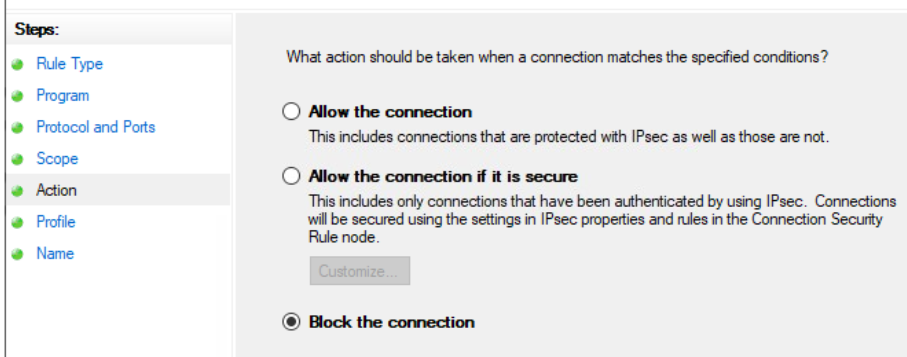 Steps:
Rule Type
Program
Protocol and Ports
Scope
Action
Profile
Name
What action should be taken when a connection matches the specified conditions?
Allow the connection
This includes connections that are protected with IPsec as well as those are not.
Allow the connection if it is secure
This includes only connections that have been authenticated by using IPsec. Connections
will be secured using the settings in IPsec properties and rules in the Connection Security
Rule node.
Customize...
Block the connection